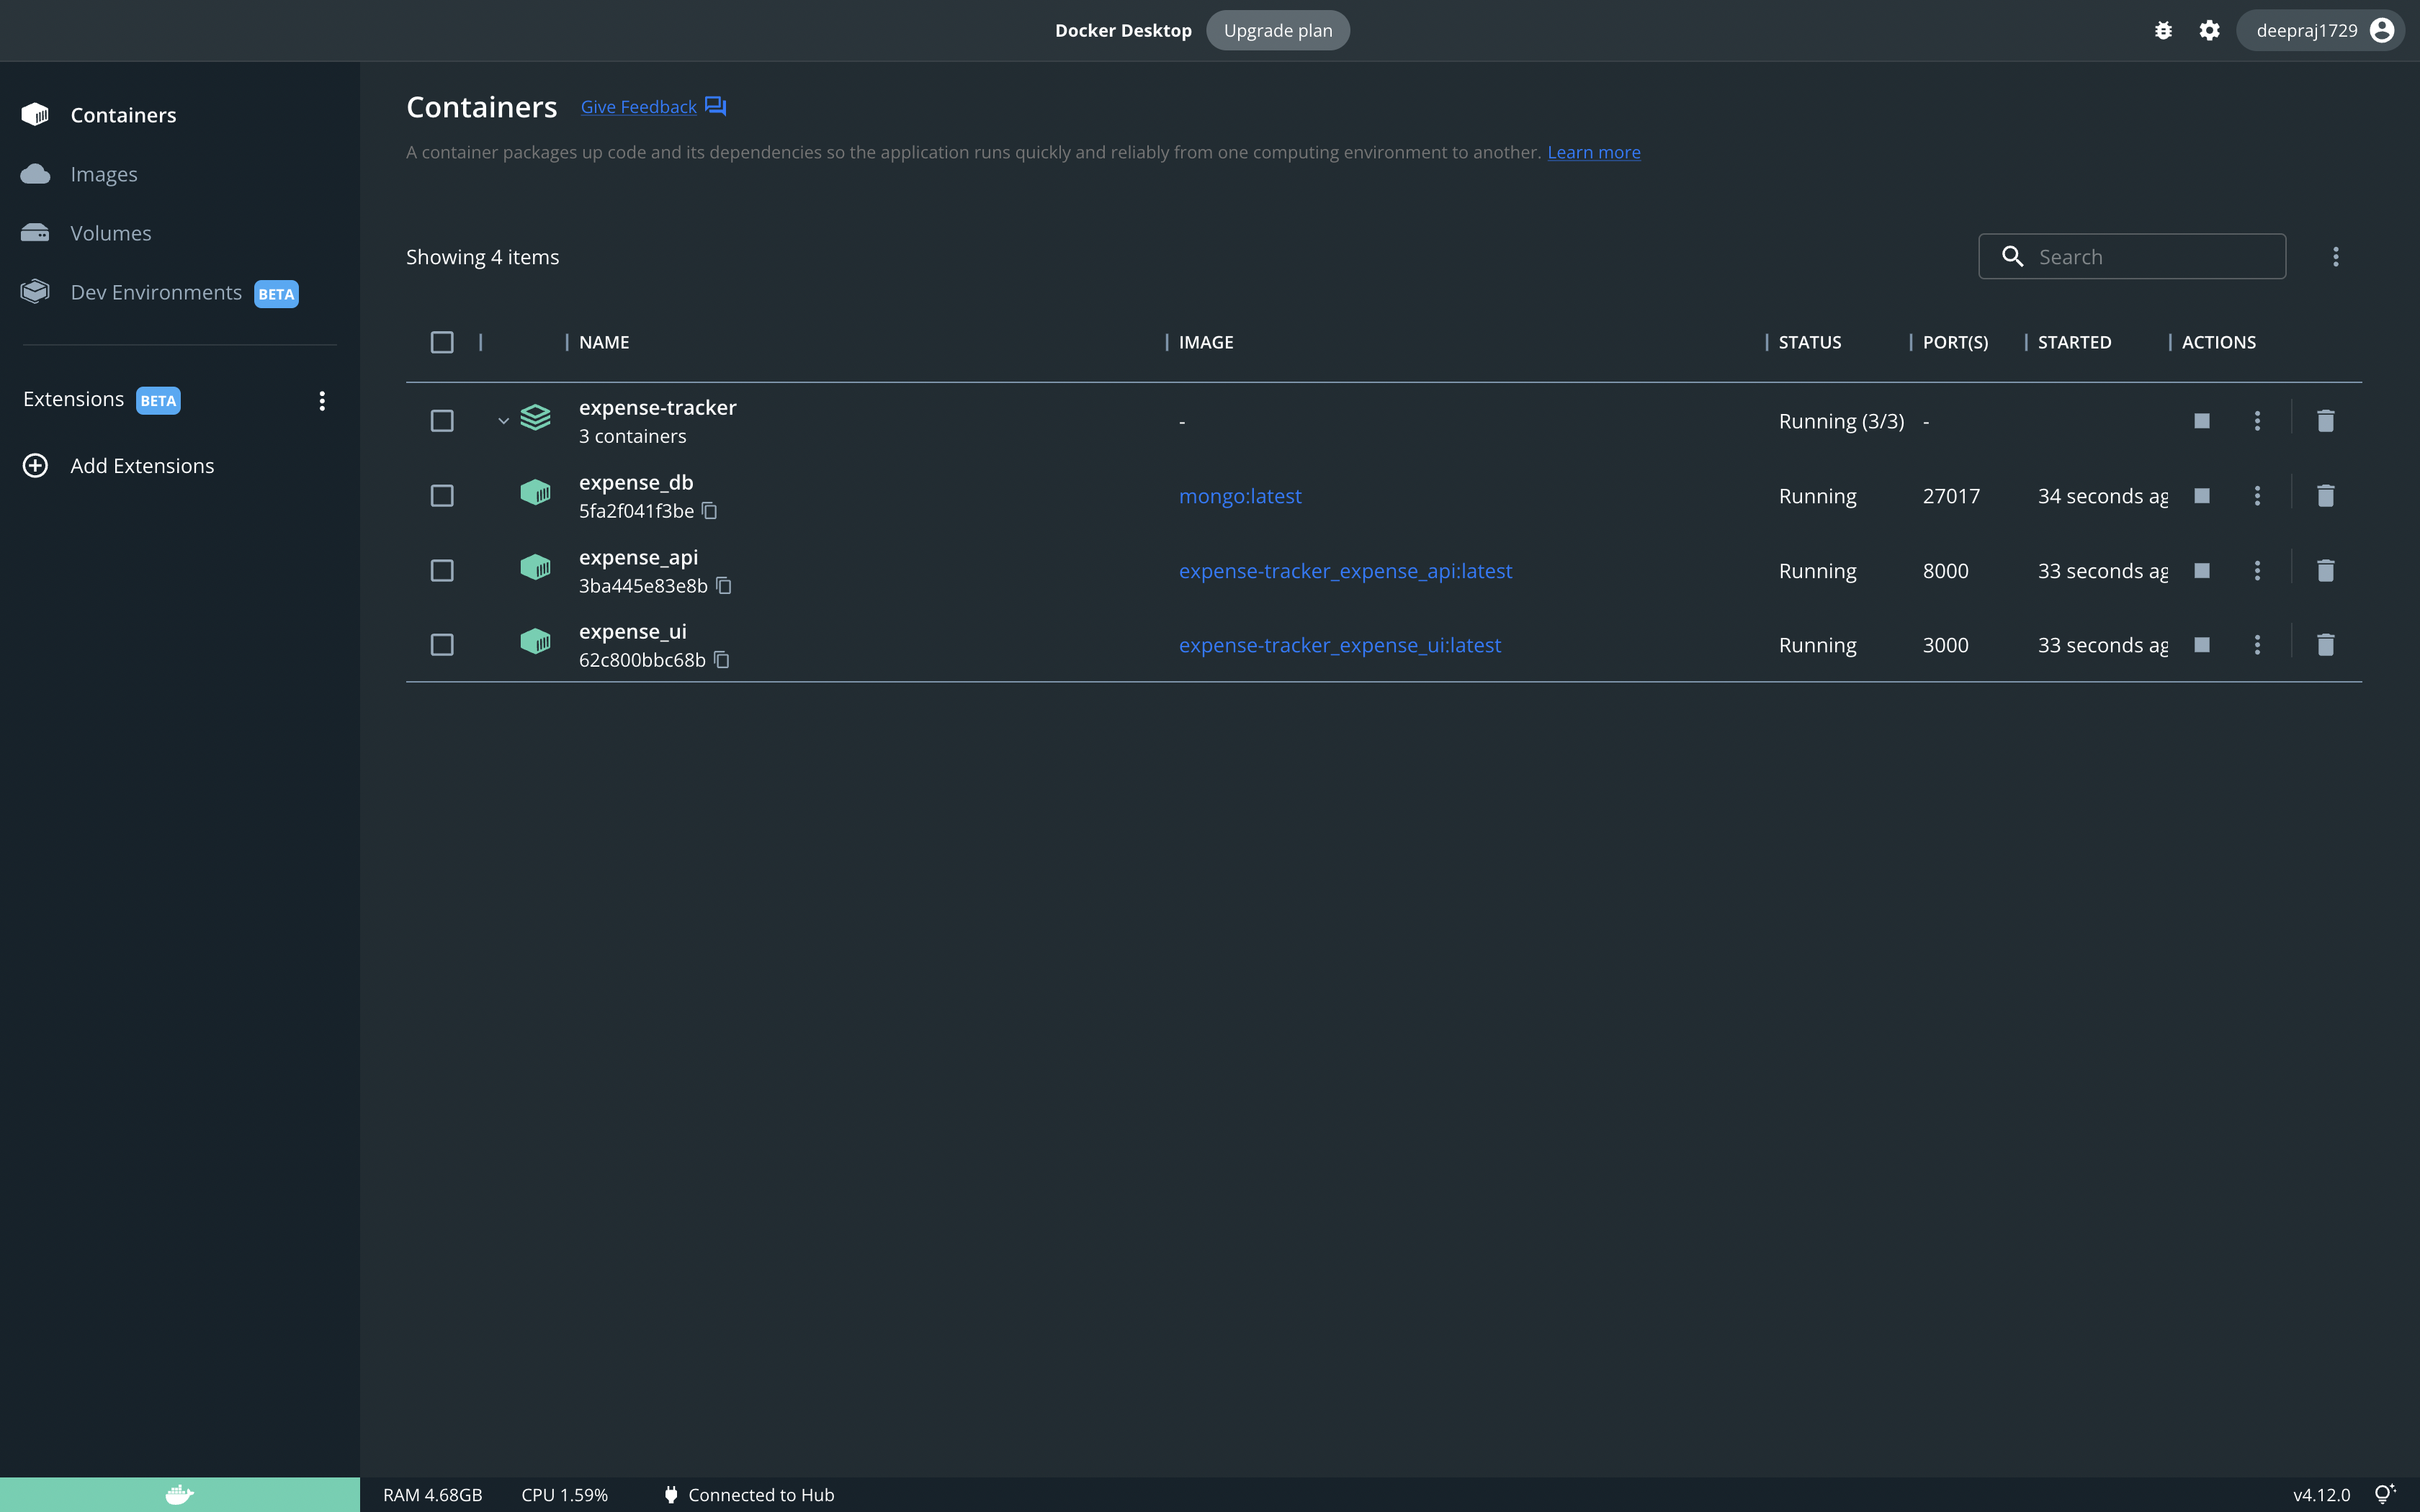 Docker Desktop Upgrade plan deepraj1729
Containers
Images
Volumes
Dev Environments BETA
Extensions BETA
Add Extensions
Containers Give Feedback
A container packages up code and its dependencies so the application runs quickly and reliably from one computing environment to another. Learn more
Showing 4 items Search
NAME IMAGE STATUS PORT(S) STARTED ACTIONS
expense-tracker
3 containers
- Running (3/3) -
expense_db
5fa2f041f3be
mongo:latest Running 27017 34 seconds ag
expense_api
3ba445e83e8b
expense-tracker_expense_api:latest Running 8000 33 seconds ag
expense_ui
62c800bbc68b
expense-tracker_expense_ui:latest Running 3000 33 seconds ag
RAM 4.68GB CPU 1.59% Connected to Hub v4.12.0